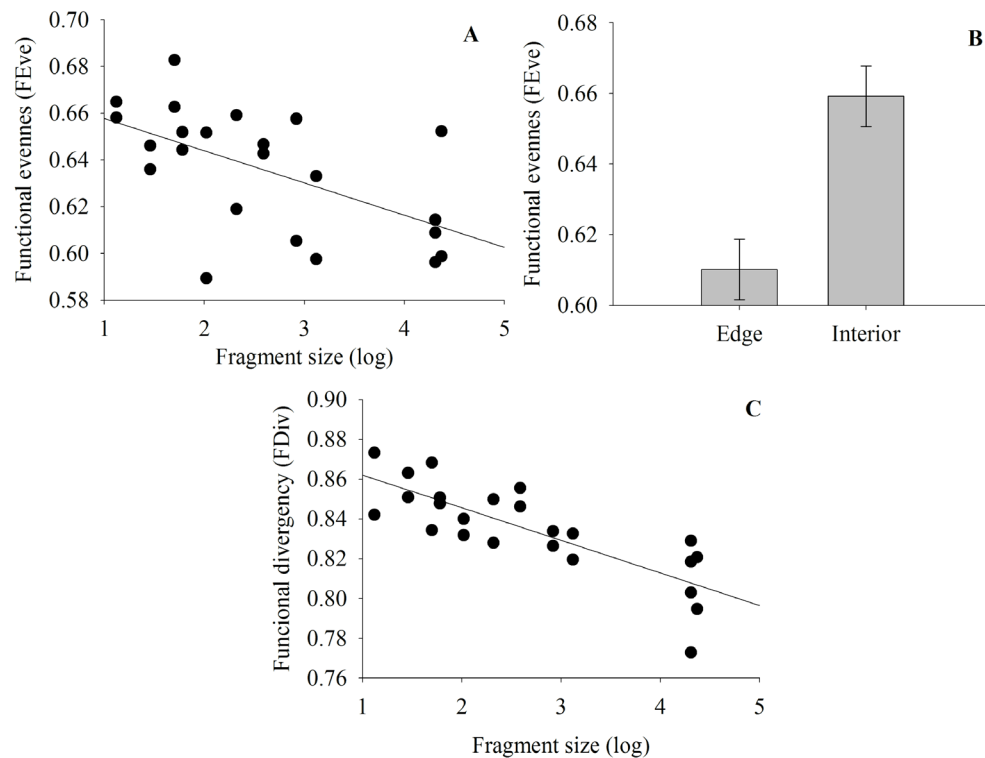 A
Functional evennes (FEve)
0.70
0.68
0.66
0.64
0.62
0.60
0.58
1 2 3 4 5
Fragment size (log)
B
Functional evennes (FEve)
0.68
0.66
0.64
0.62
0.60
Edge Interior
C
Funcional divergency (FDiv)
0.90
0.88
0.86
0.84
0.82
0.80
0.78
0.76
1 2 3 4 5
Fragment size (log)